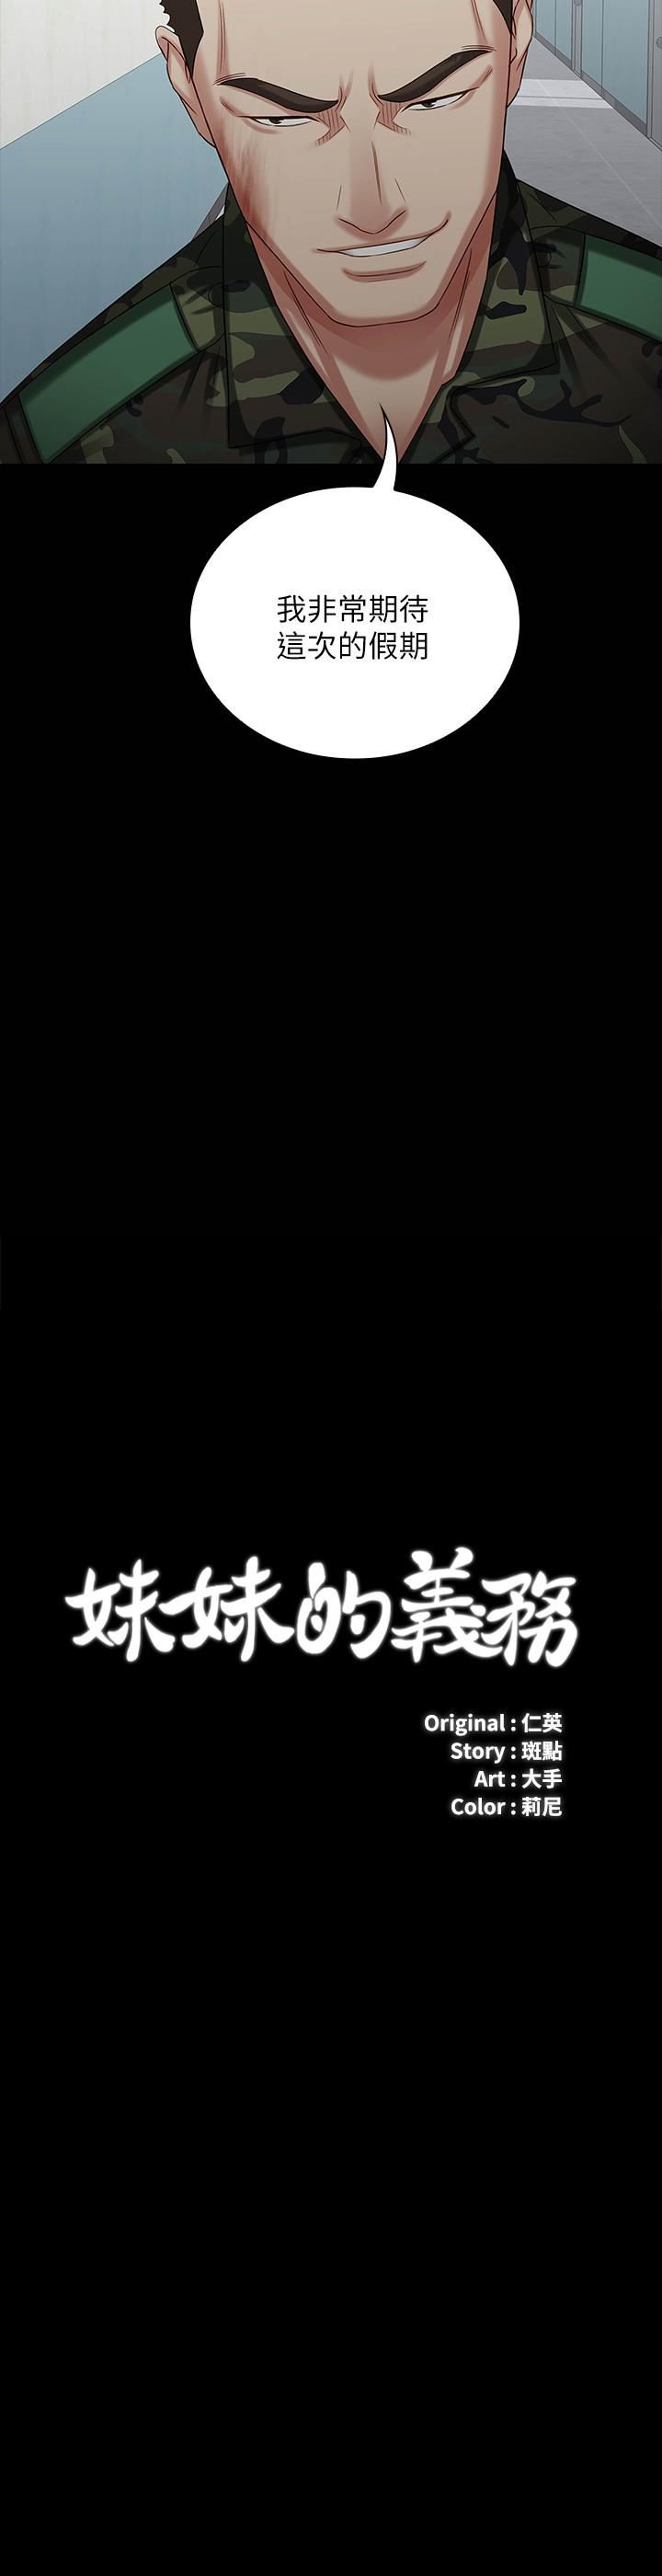 我非常期待
這次的假期
妹妹的義務
Original : 仁英
Story : 斑點
Art : 大手
Color : 莉尼